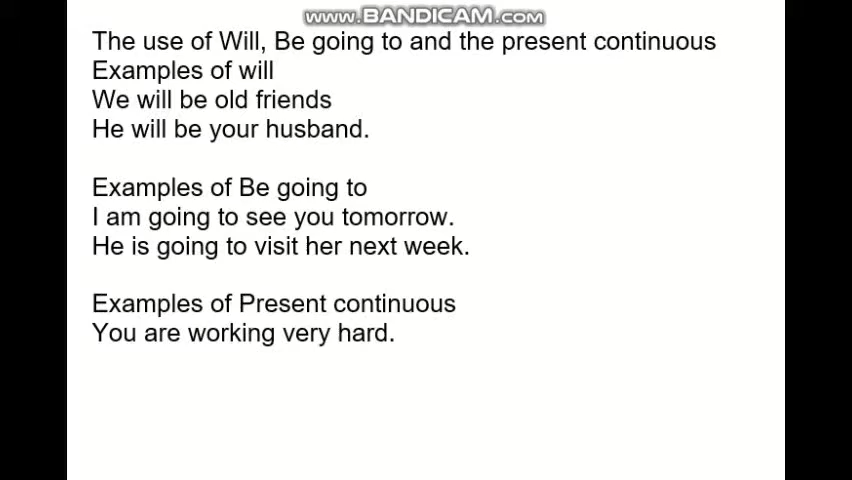 www.BANDICAM.com
The use of Will, Be going to and the present continuous
Examples of will
We will be old friends
He will be your husband.
Examples of Be going to
I am going to see you tomorrow.
He is going to visit her next week.
Examples of Present continuous
You are working very hard.